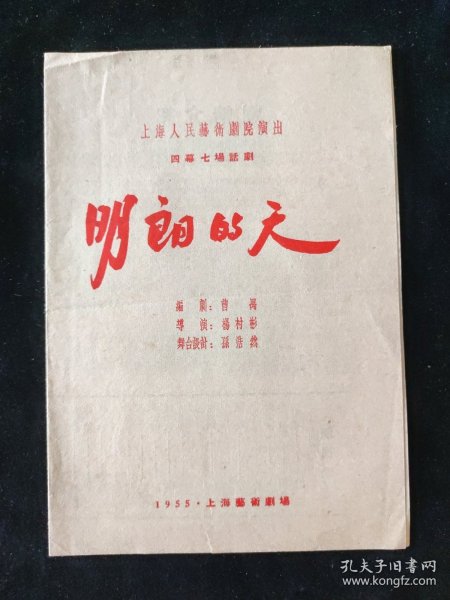 上海人民藝術劇院演出
四幕七場話劇
明朗的天
編 劇：曹 禺
導 演：楊村彬
舞台設計：孫浩然
1955·上海藝術劇場
孔夫子旧书网
www.kongfz.com